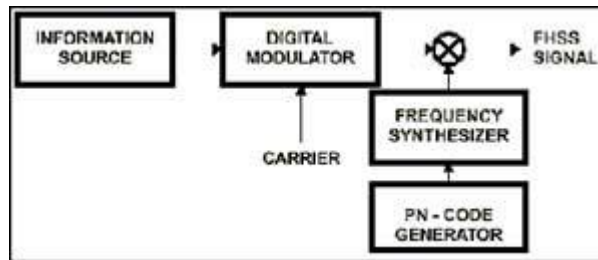 INFORMATION
SOURCE
DIGITAL
MODULATOR
FHSS
SIGNAL
CARRIER
FREQUENCY
SYNTHESIZER
PN - CODE
GENERATOR